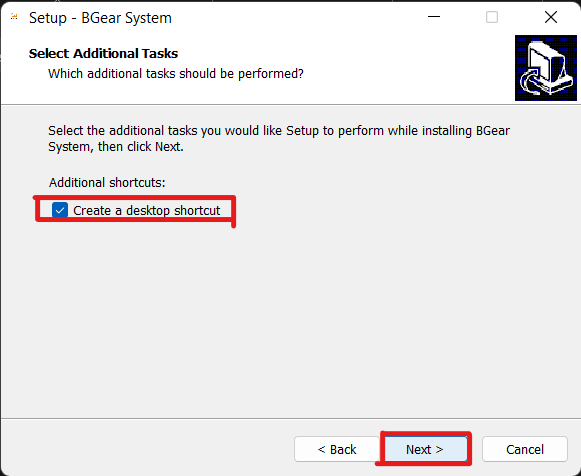 Setup - BGear System
Select Additional Tasks
Which additional tasks should be performed?
Select the additional tasks you would like Setup to perform while installing BGear
System, then click Next.
Additional shortcuts:
Create a desktop shortcut
< Back
Next >
Cancel